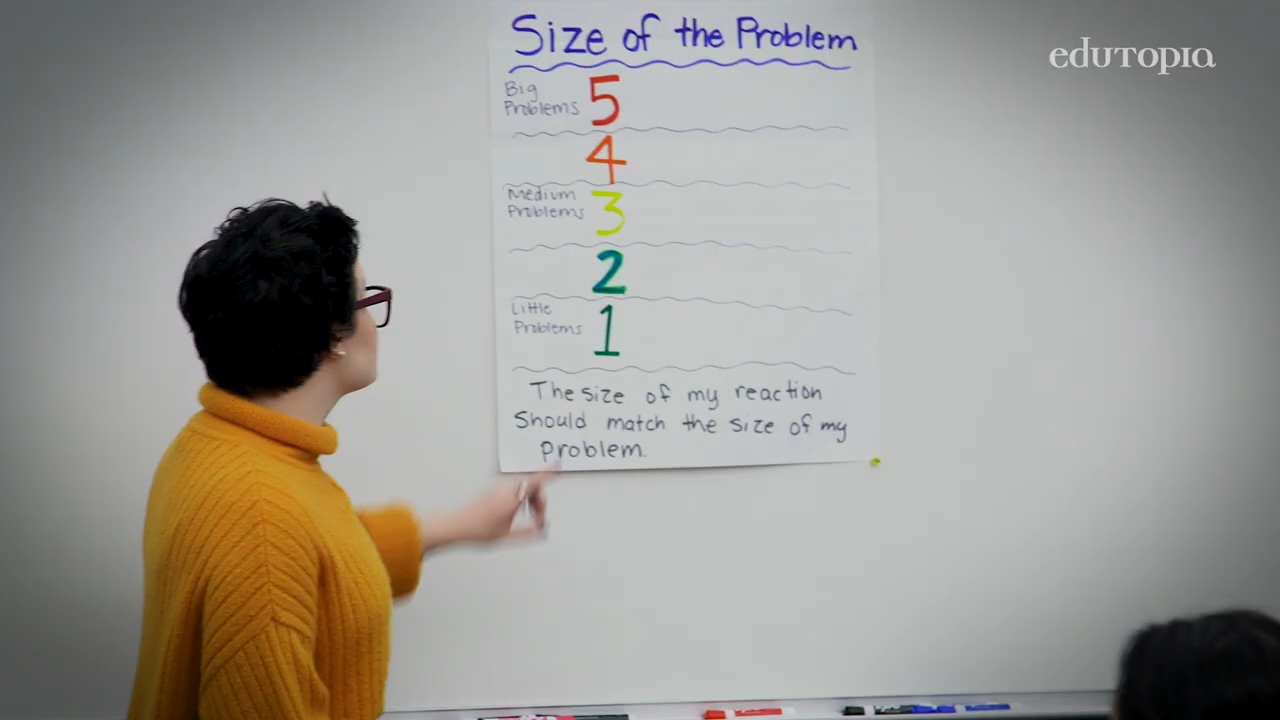 Size of the Problem
edutopia
Big
Problems
5
4
Medium
Problems
3
2
Little
Problems
1
The size of my reaction
Should match the size of my
problem.